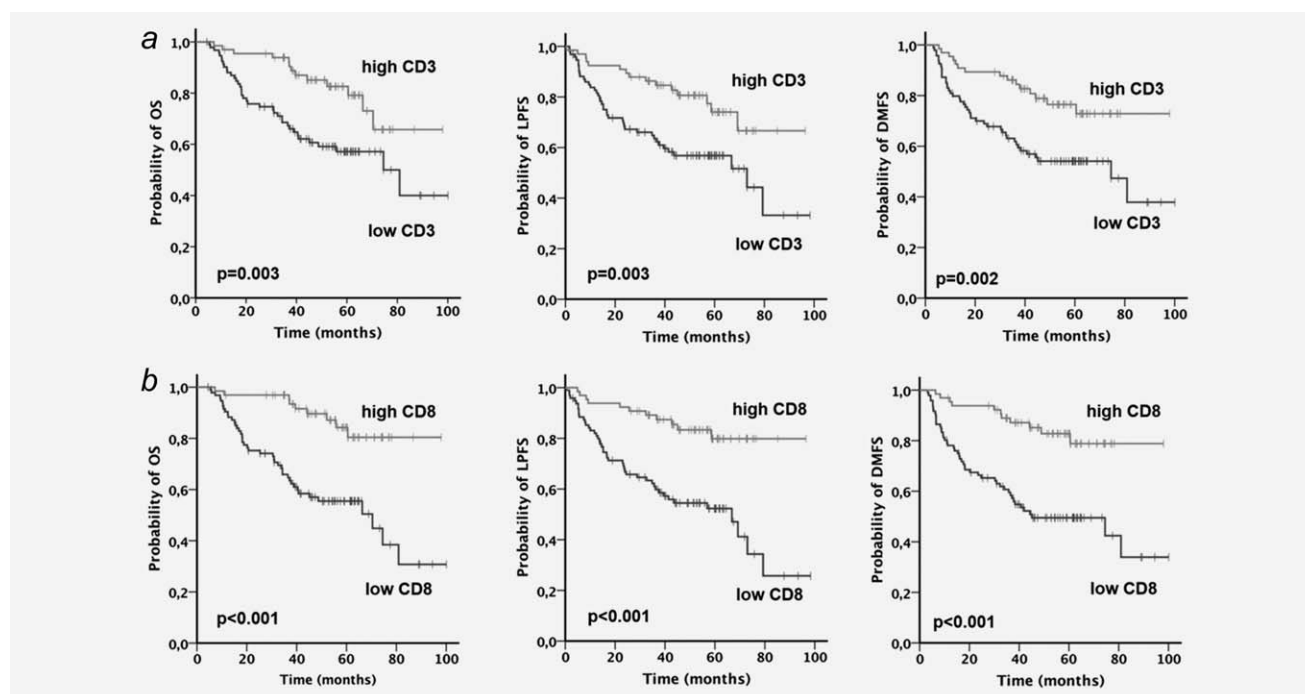 a
Probability of OS
1,0
0,8
0,6
0,4
0,2
0,0
high CD3
low CD3
p=0.003
0 20 40 60 80 100
Time (months)
Probability of LPFS
1,0
0,8
0,6
0,4
0,2
0,0
high CD3
low CD3
p=0.003
0 20 40 60 80 100
Time (months)
Probability of DMFS
1,0
0,8
0,6
0,4
0,2
0,0
high CD3
low CD3
p=0.002
0 20 40 60 80 100
Time (months)
b
Probability of OS
1,0
0,8
0,6
0,4
0,2
0,0
high CD8
low CD8
p<0.001
0 20 40 60 80 100
Time (months)
Probability of LPFS
1,0
0,8
0,6
0,4
0,2
0,0
high CD8
low CD8
p<0.001
0 20 40 60 80 100
Time (months)
Probability of DMFS
1,0
0,8
0,6
0,4
0,2
0,0
high CD8
low CD8
p<0.001
0 20 40 60 80 100
Time (months)